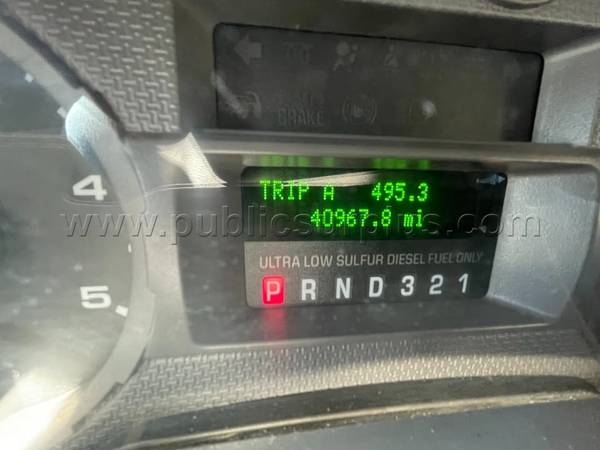 BRAKE
4
TRIP A 495.3
40967.8 mi
www.publicsurplus.com
ULTRA LOW SULFUR DIESEL FUEL ONLY
5
P R N D 3 2 1